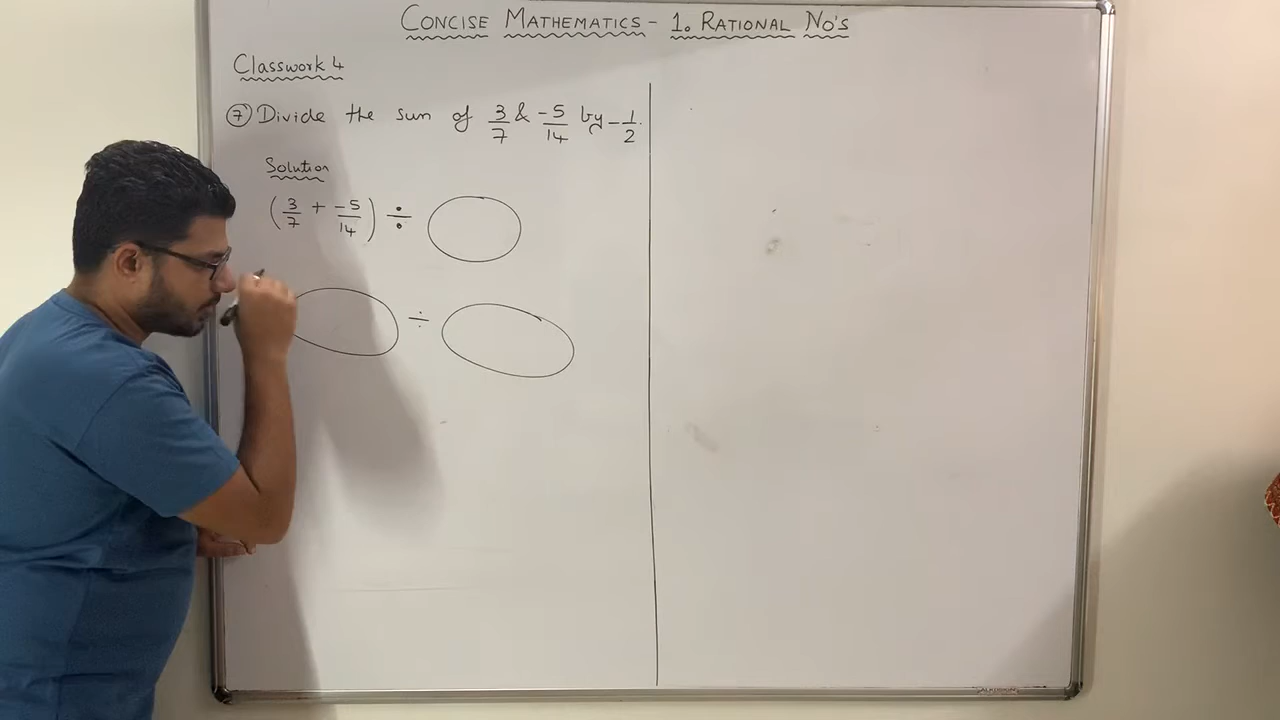 CONCISE MATHEMATICS - 1. RATIONAL NO'S
Classwork 4
⑦ Divide the sum of 3/7 & -5/14 by -1/2.
Solution
(3/7 + -5/14) ÷
÷